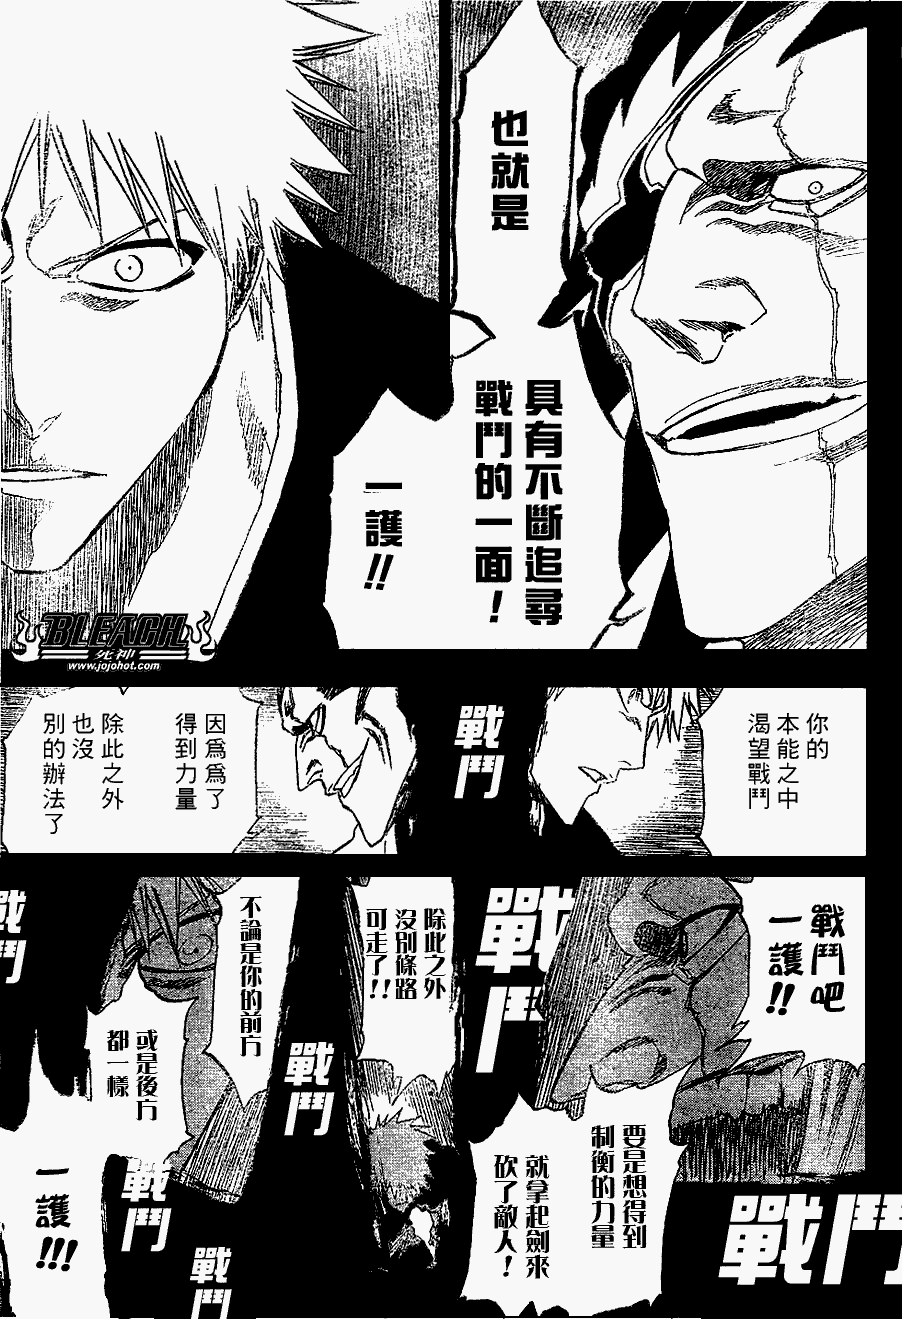 也就是
具有不斷追尋
戰鬥的一面！
一護!!
BLEACH
死神
www.jojohot.com
你的
本能之中
渴望戰鬥
戰鬥
因為為了
得到力量
除此之外
也沒
別的辦法了
戰鬥吧
一護!!
戰鬥
要是想得到
制衡的力量
就拿起劍來
砍了敵人！
戰鬥
除此之外
沒別條路
可走了!!
戰鬥
不論是你的前方
或是後方
都一樣
戰鬥
戰鬥
戰鬥
一護!!!